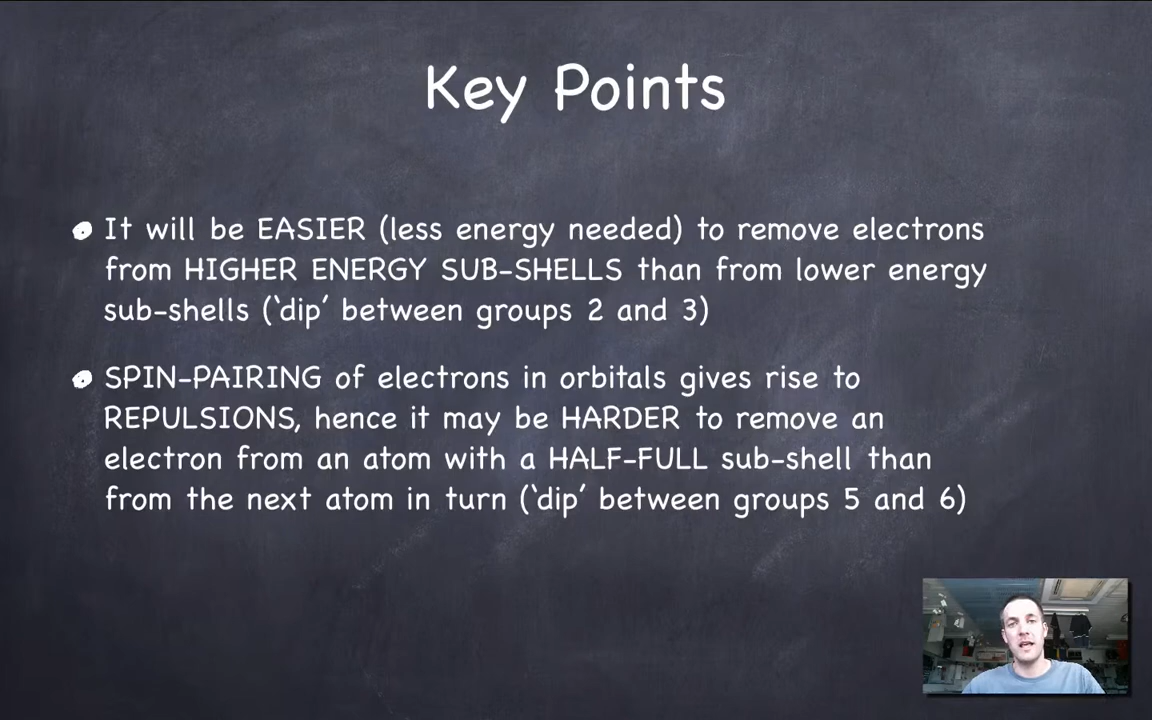 Key Points
It will be EASIER (less energy needed) to remove electrons
from HIGHER ENERGY SUB-SHELLS than from lower energy
sub-shells (‘dip’ between groups 2 and 3)
SPIN-PAIRING of electrons in orbitals gives rise to
REPULSIONS, hence it may be HARDER to remove an
electron from an atom with a HALF-FULL sub-shell than
from the next atom in turn (‘dip’ between groups 5 and 6)